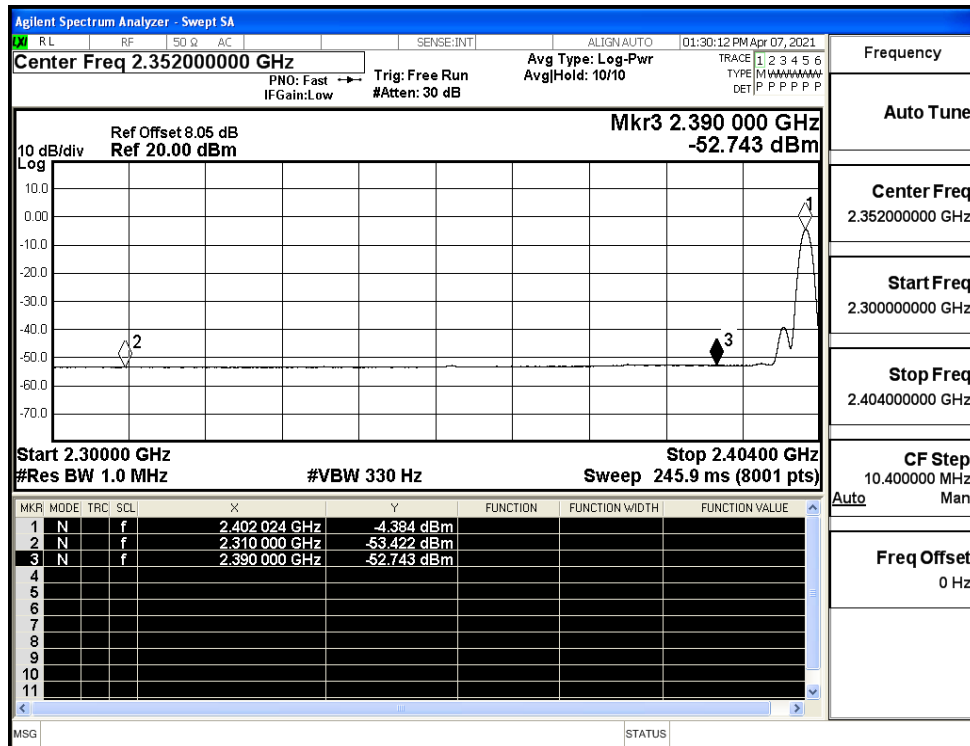 Agilent Spectrum Analyzer - Swept SA
LXI RL RF 50 Ω AC SENSE:INT ALIGN AUTO 01:30:12 PM Apr 07, 2021
Center Freq 2.352000000 GHz
PNO: Fast
IFGain:Low
Trig: Free Run
#Atten: 30 dB
Avg Type: Log-Pwr
Avg|Hold: 10/10
TRACE 1 2 3 4 5 6
TYPE M WWWWW
DET P P P P P P
Ref Offset 8.05 dB
10 dB/div Ref 20.00 dBm
Log
Mkr3 2.390 000 GHz
-52.743 dBm
10.0
0.00
-10.0
-20.0
-30.0
-40.0
-50.0
-60.0
-70.0
1
2
3
Start 2.30000 GHz Stop 2.40400 GHz
#Res BW 1.0 MHz #VBW 330 Hz Sweep 245.9 ms (8001 pts)
MKR MODE TRC SCL X Y FUNCTION FUNCTION WIDTH FUNCTION VALUE
1 N f 2.402 024 GHz -4.384 dBm
2 N f 2.310 000 GHz -53.422 dBm
3 N f 2.390 000 GHz -52.743 dBm
4
5
6
7
8
9
10
11
MSG STATUS
Frequency
Auto Tune
Center Freq
2.352000000 GHz
Start Freq
2.300000000 GHz
Stop Freq
2.404000000 GHz
CF Step
10.400000 MHz
Auto Man
Freq Offset
0 Hz